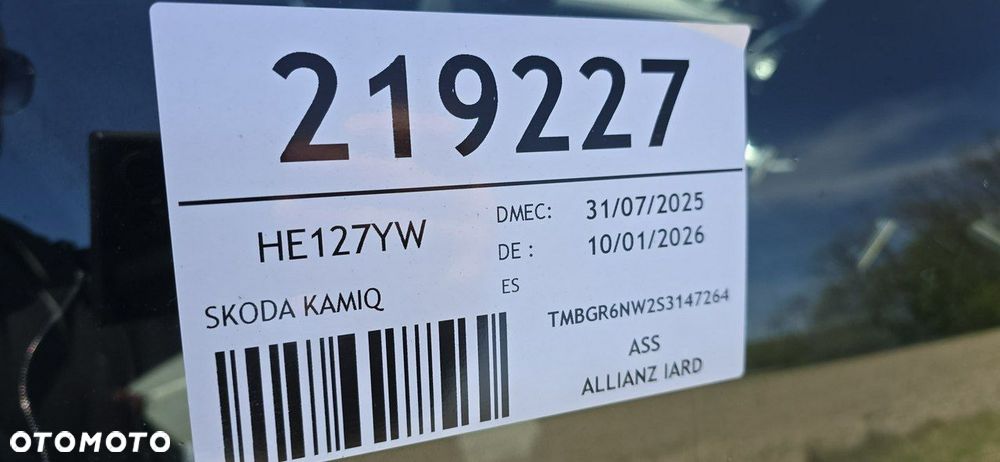 219227
HE127YW
DMEC: 31/07/2025
DE : 10/01/2026
ES
SKODA KAMIQ
TMBGR6NW2S3147264
ASS
ALLIANZ IARD
OTOMOTO